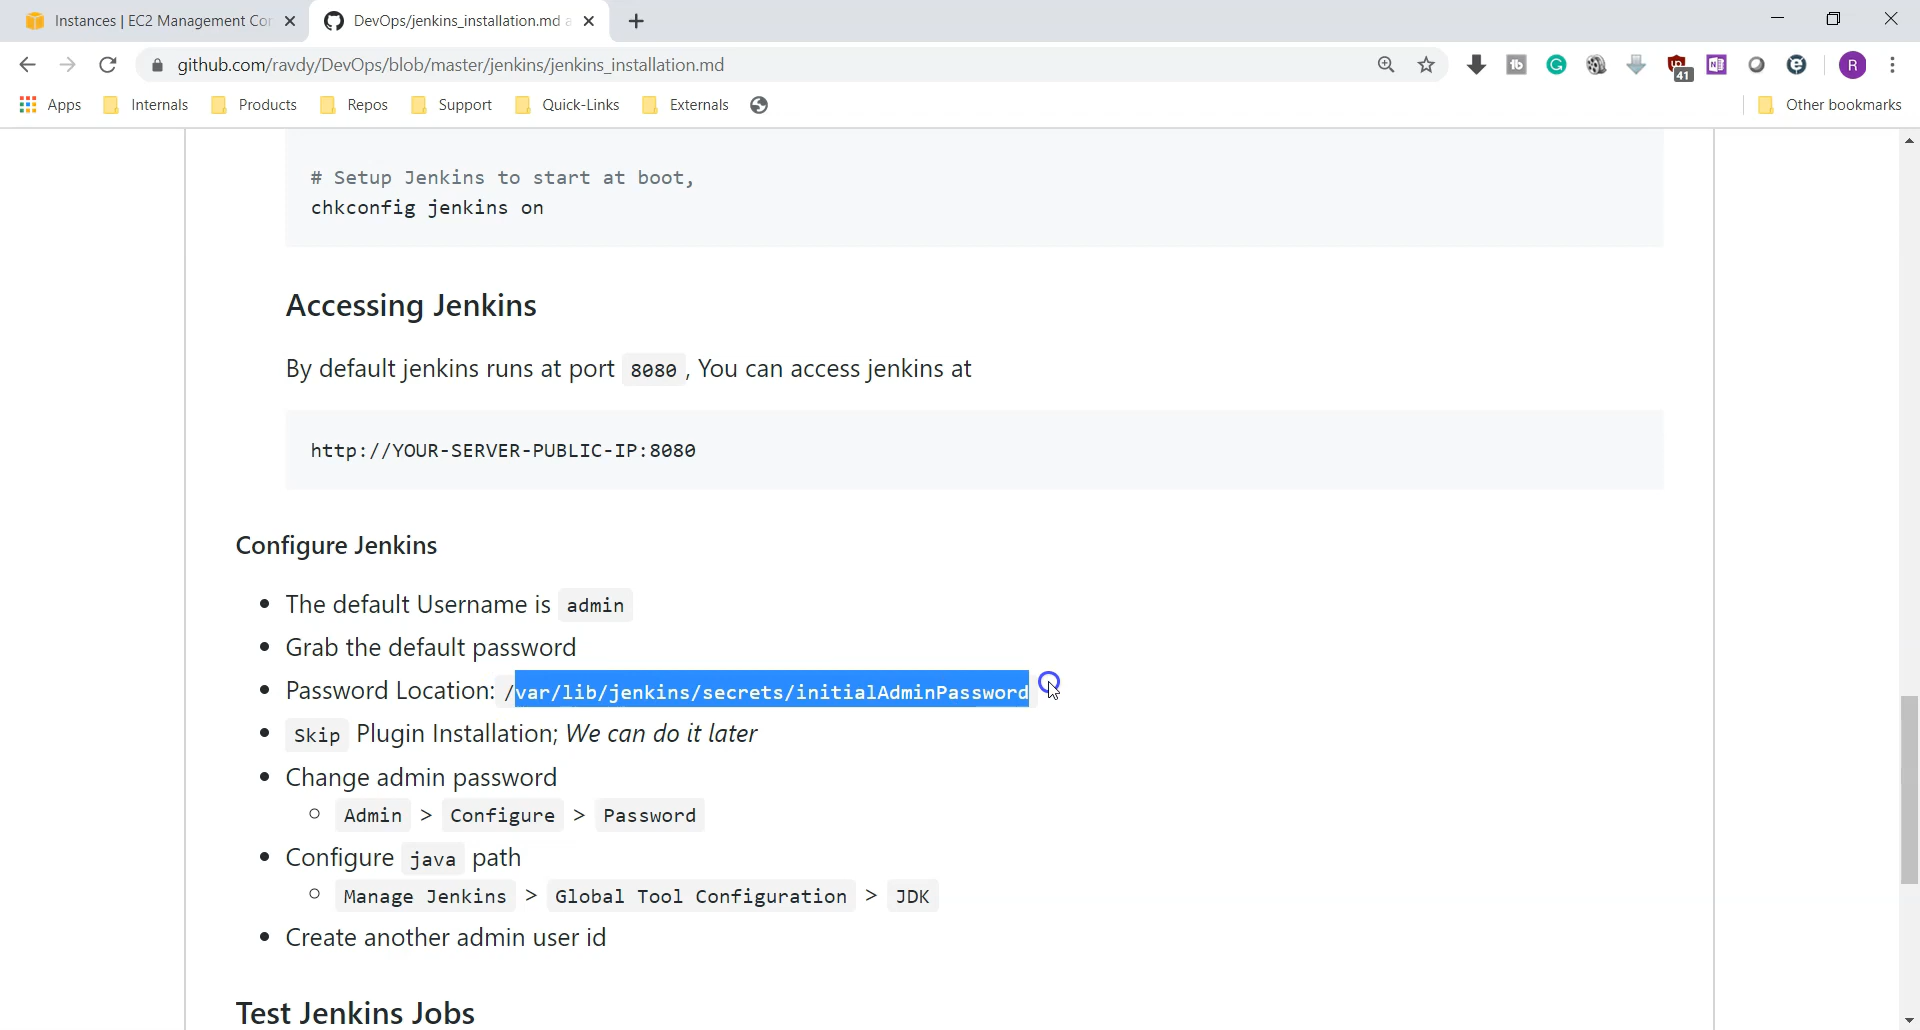 Instances | EC2 Management Cor
DevOps/jenkins_installation.md a
github.com/ravdy/DevOps/blob/master/jenkins/jenkins_installation.md
41
R
Apps
Internals
Products
Repos
Support
Quick-Links
Externals
Other bookmarks
# Setup Jenkins to start at boot,
chkconfig jenkins on
Accessing Jenkins
By default jenkins runs at port 8080 , You can access jenkins at
http://YOUR-SERVER-PUBLIC-IP:8080
Configure Jenkins
• The default Username is admin
• Grab the default password
• Password Location: /var/lib/jenkins/secrets/initialAdminPassword
• Skip Plugin Installation; We can do it later
• Change admin password
○ Admin > Configure > Password
• Configure java path
○ Manage Jenkins > Global Tool Configuration > JDK
• Create another admin user id
Test Jenkins Jobs